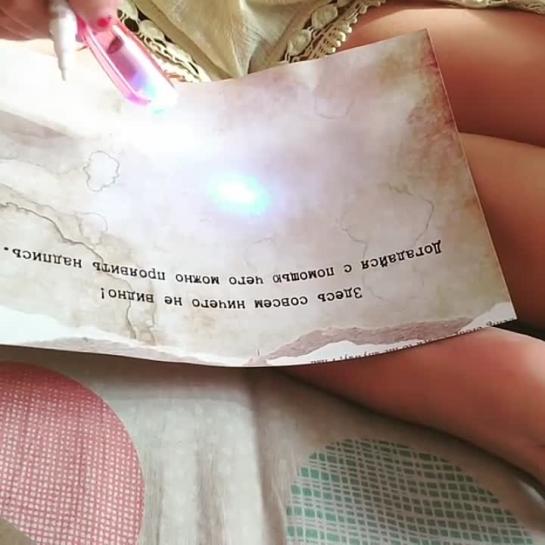 Здесь совсем ничего не видно!
Догадайся с помощью чего можно проявить надпись.